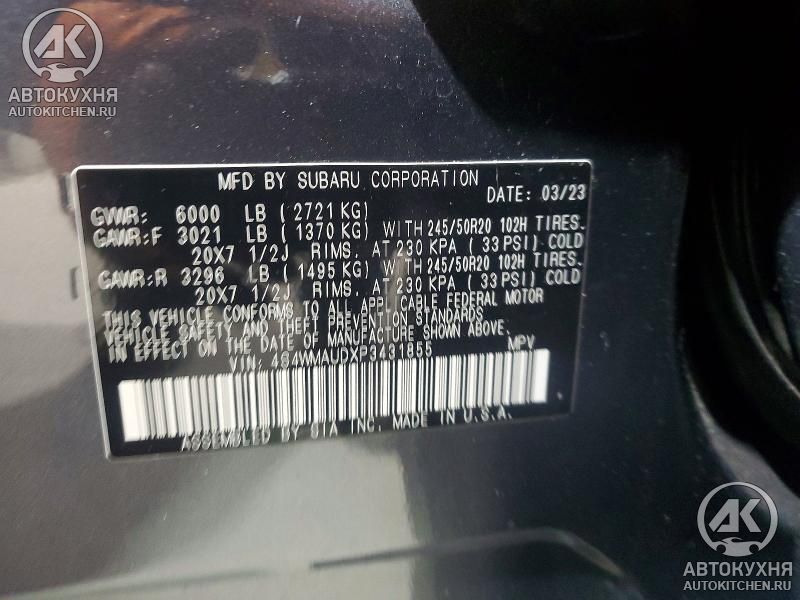 AK
АВТОКУХНЯ
AUTOKITCHEN.RU
MFD BY SUBARU CORPORATION DATE: 03/23
GVWR: 6000 LB (2721 KG)
GAWR:F 3021 LB (1370 KG) WITH 245/50R20 102H TIRES.
20X7 1/2J RIMS, AT 230 KPA (33 PSI) COLD
GAWR:R 3296 LB (1495 KG) WITH 245/50R20 102H TIRES.
20X7 1/2J RIMS, AT 230 KPA (33 PSI) COLD
THIS VEHICLE CONFORMS TO ALL APPLICABLE FEDERAL MOTOR
VEHICLE SAFETY AND THEFT PREVENTION STANDARDS IN
EFFECT ON THE DATE OF MANUFACTURE SHOWN ABOVE.
VIN: 4S4WMAUDXP3431855 MPV
ASSEMBLED BY SIA INC, MADE IN U.S.A.
AK
АВТОКУХНЯ
AUTOKITCHEN.RU